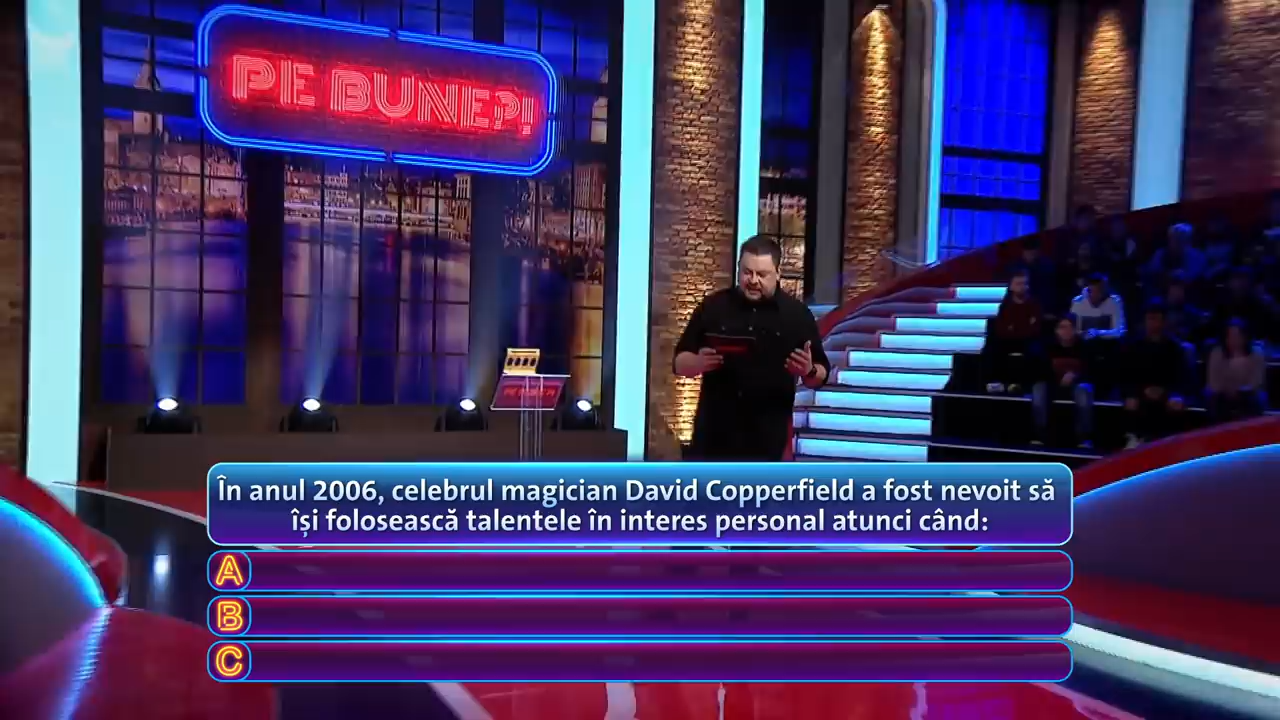 PE BUNE?!
În anul 2006, celebrul magician David Copperfield a fost nevoit să
își folosească talentele în interes personal atunci când:
A
B
C